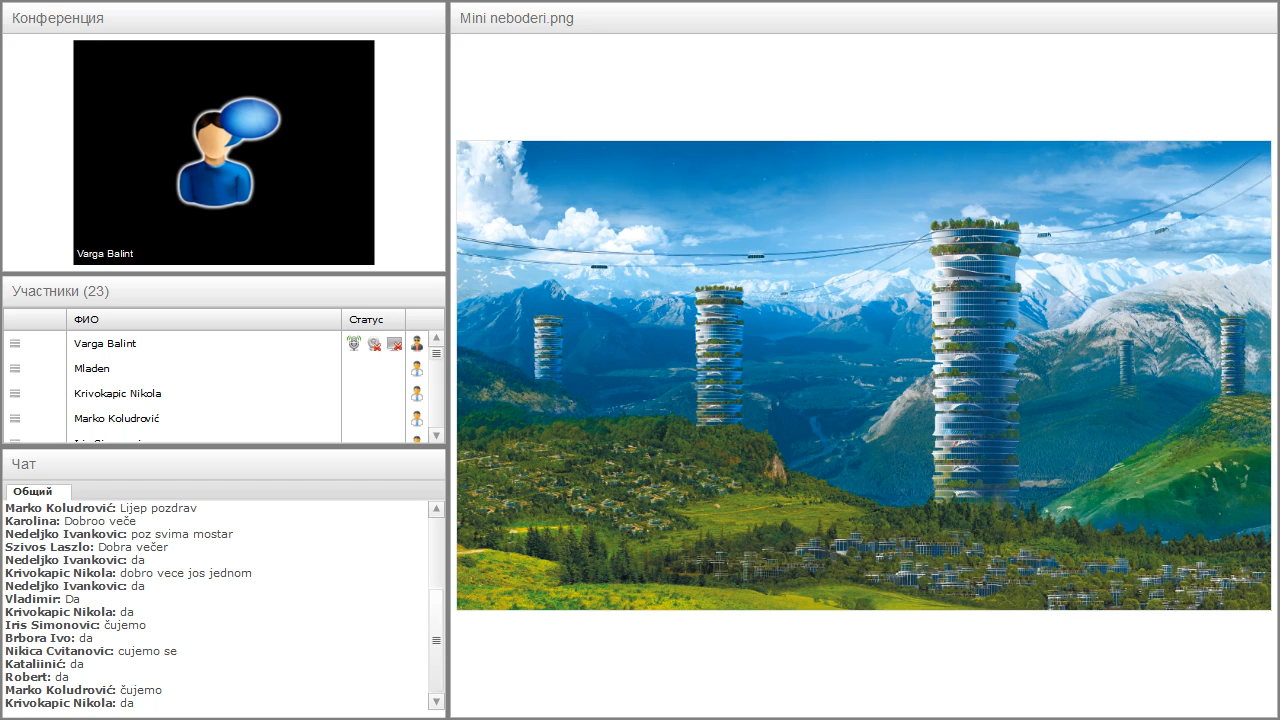 Конференция
Varga Balint
Участники (23)
ФИО Статус
Varga Balint
Mladen
Krivokapic Nikola
Marko Koludrović
Чат
Общий
Marko Koludrović: Lijep pozdrav
Karolina: Dobroo veče
Nedeljko Ivankovic: poz svima mostar
Szivos Laszlo: Dobra večer
Nedeljko Ivankovic: da
Krivokapic Nikola: dobro vece jos jednom
Nedeljko Ivankovic: da
Vladimir: Da
Krivokapic Nikola: da
Iris Simonovic: čujemo
Brbora Ivo: da
Nikica Cvitanovic: cujemo se
Kataliinić: da
Robert: da
Marko Koludrović: čujemo
Krivokapic Nikola: da
Mini neboderi.png